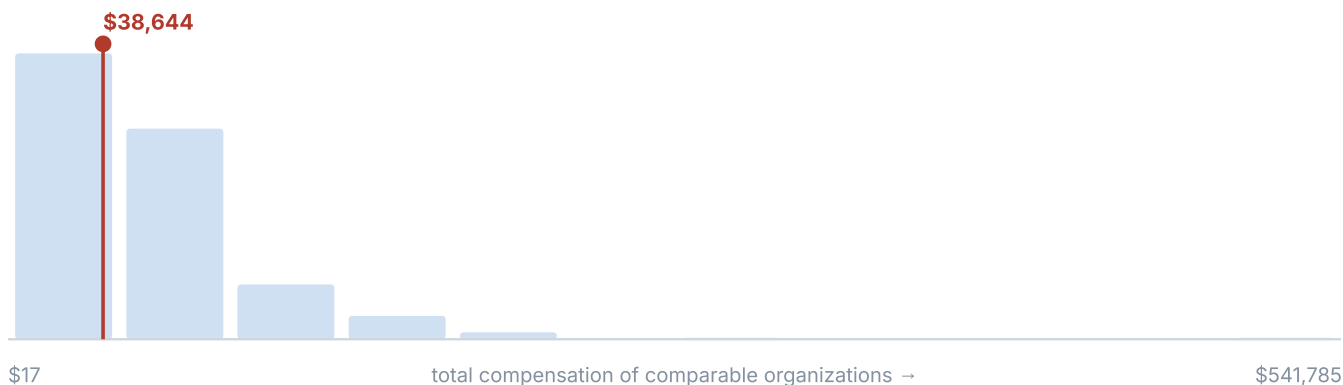 $38,644
$17 total compensation of comparable organizations → $541,785